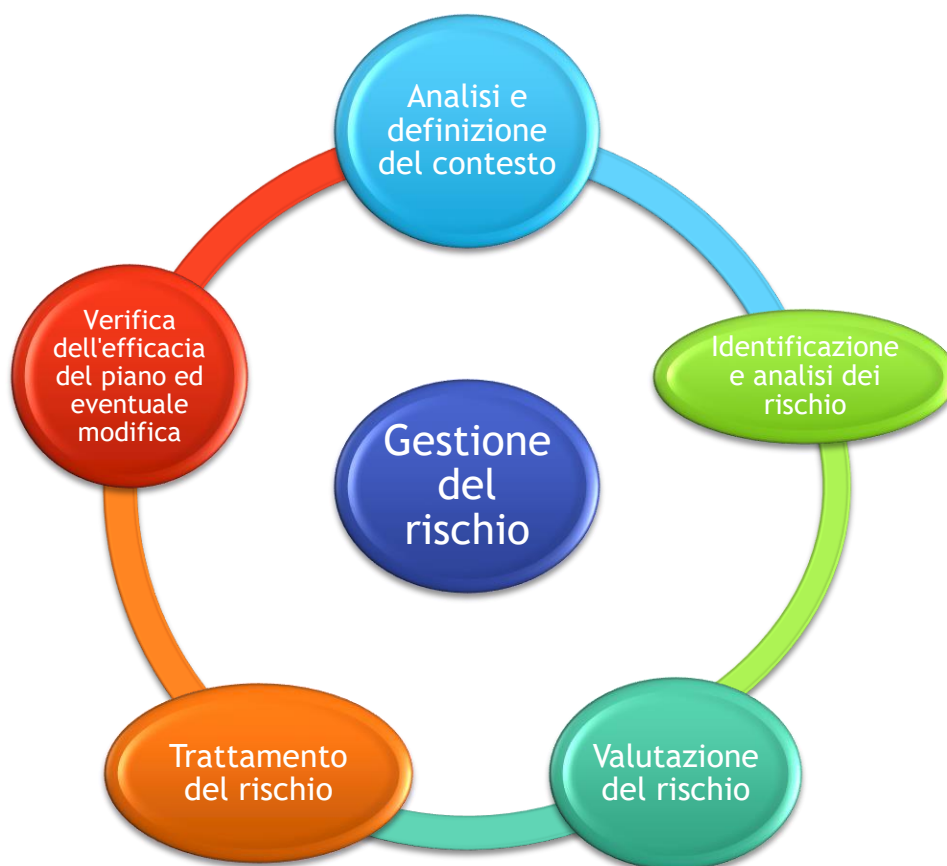 Analisi e
definizione
del contesto
Identificazione
e analisi dei
rischio
Valutazione
del rischio
Trattamento
del rischio
Verifica
dell'efficacia
del piano ed
eventuale
modifica
Gestione
del
rischio